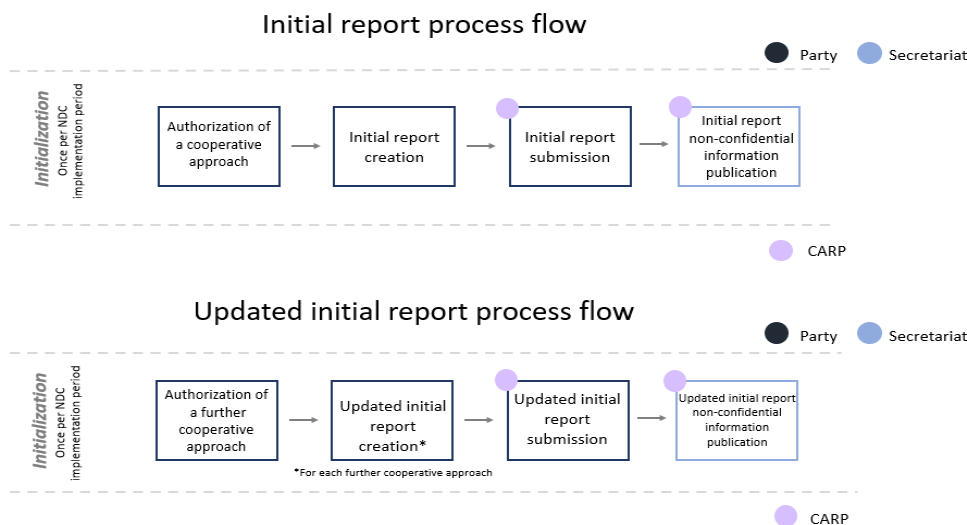 Initial report process flow
Party
Secretariat
Initialization
Once per NDC
implementation period
Authorization of
a cooperative
approach
Initial report
creation
Initial report
submission
Initial report
non-confidential
information
publication
CARP
Updated initial report process flow
Party
Secretariat
Initialization
Once per NDC
implementation period
Authorization of
a further
cooperative
approach
Updated initial
report
creation*
*For each further cooperative approach
Updated initial
report
submission
Updated initial report
non-confidential
information
publication
CARP